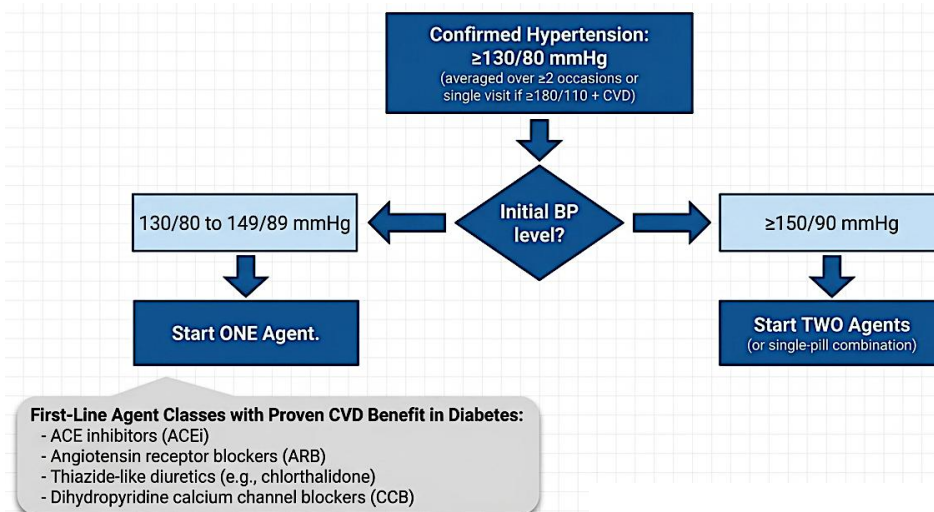 Confirmed Hypertension:
≥130/80 mmHg
(averaged over ≥2 occasions or
single visit if ≥180/110 + CVD)
Initial BP
level?
130/80 to 149/89 mmHg
≥150/90 mmHg
Start ONE Agent.
Start TWO Agents
(or single-pill combination)
First-Line Agent Classes with Proven CVD Benefit in Diabetes:
- ACE inhibitors (ACEi)
- Angiotensin receptor blockers (ARB)
- Thiazide-like diuretics (e.g., chlorthalidone)
- Dihydropyridine calcium channel blockers (CCB)